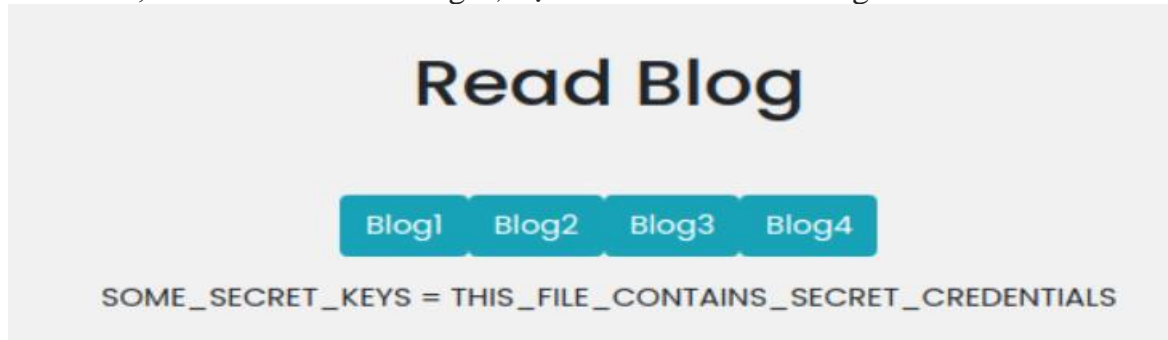 Read Blog
Blog1 Blog2 Blog3 Blog4
SOME_SECRET_KEYS = THIS_FILE_CONTAINS_SECRET_CREDENTIALS